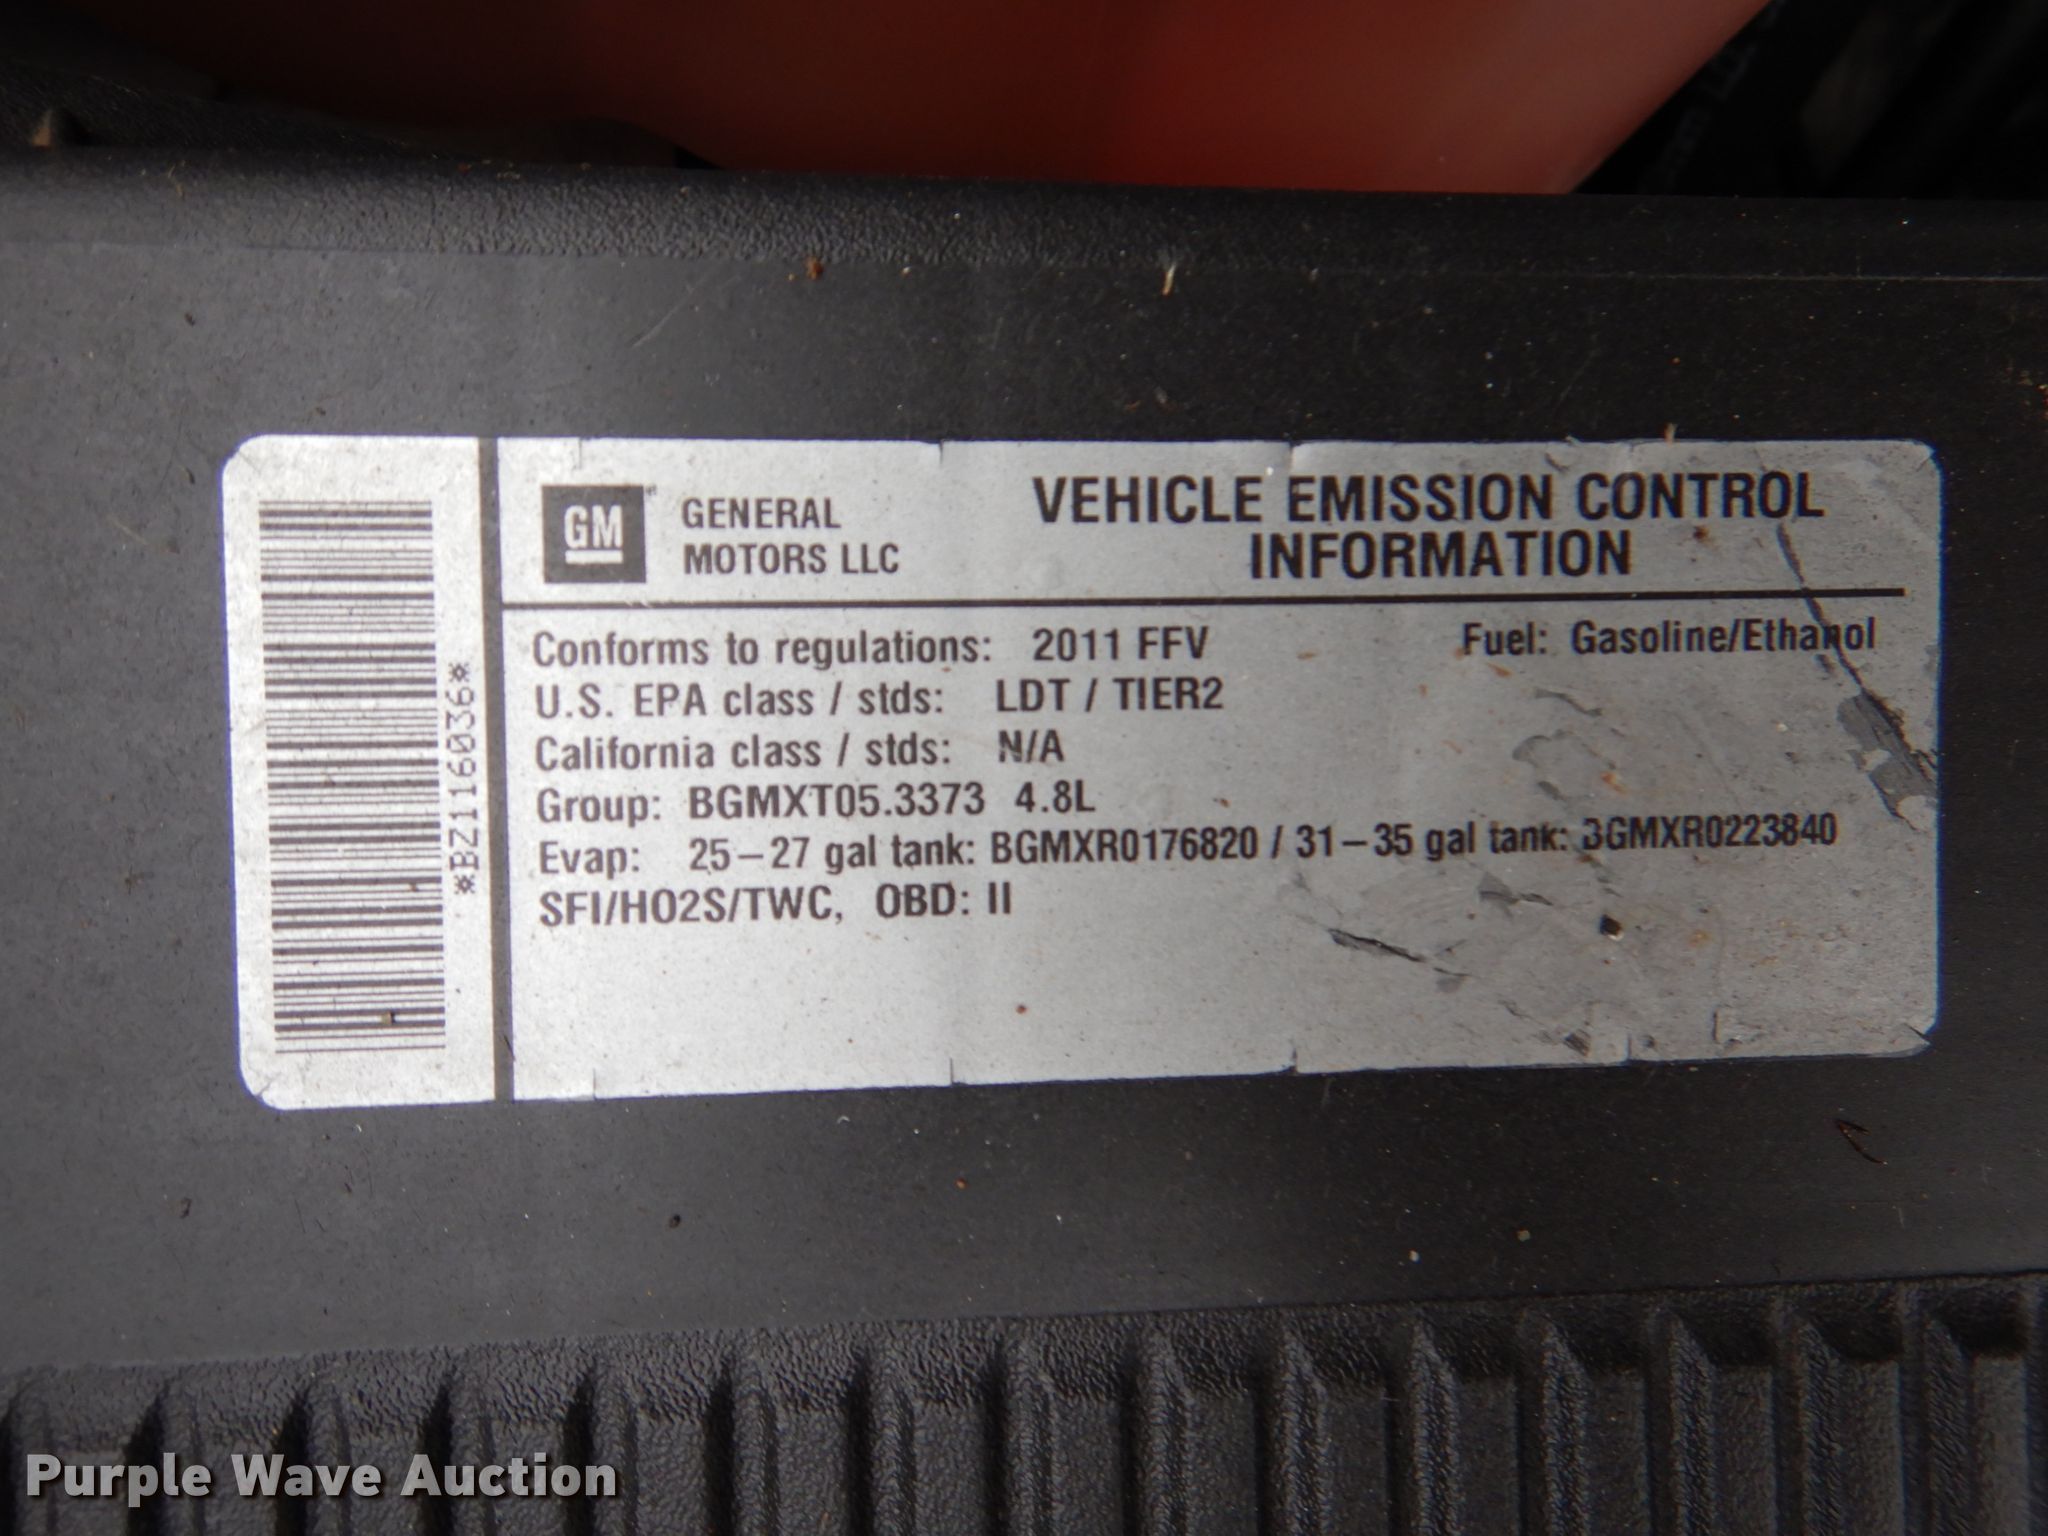 GM
GENERAL
MOTORS LLC
VEHICLE EMISSION CONTROL
INFORMATION
Conforms to regulations: 2011 FFV Fuel: Gasoline/Ethanol
U.S. EPA class / stds: LDT / TIER2
California class / stds: N/A
Group: BGMXT05.3373 4.8L
Evap: 25-27 gal tank: BGMXR0176820 / 31-35 gal tank: BGMXR0223840
SFI/HO2S/TWC, OBD: II
*BZ1116036*
Purple Wave Auction